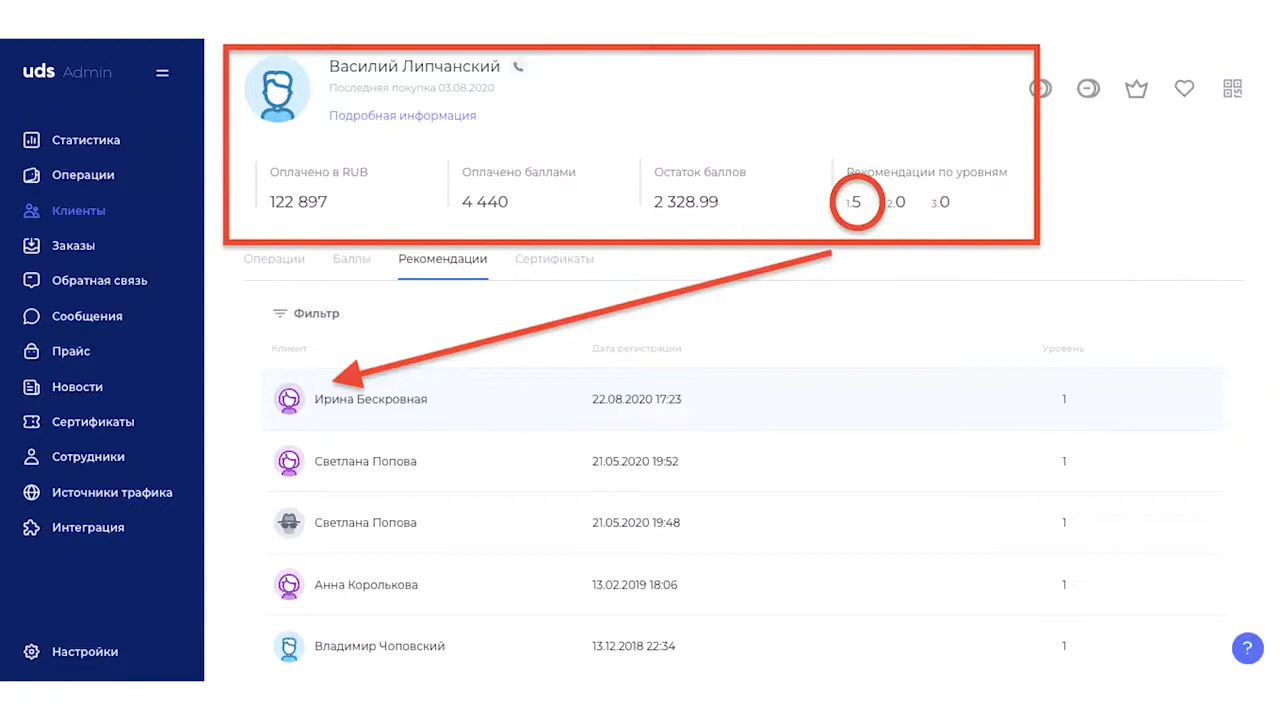 uds Admin
Статистика
Операции
Клиенты
Заказы
Обратная связь
Сообщения
Прайс
Новости
Сертификаты
Сотрудники
Источники трафика
Интеграция
Настройки
Василий Липчанский
Последняя покупка 03.08.2020
Подробная информация
Оплачено в RUB
122 897
Оплачено баллами
4 440
Остаток баллов
2 328.99
Рекомендации по уровням
1.5 2.0 3.0
Операции Баллы Рекомендации Сертификаты
Фильтр
Клиент Дата регистрации Уровень
Ирина Бескровная 22.08.2020 17:23 1
Светлана Попова 21.05.2020 19:52 1
Светлана Попова 21.05.2020 19:48 1
Анна Королькова 13.02.2019 18:06 1
Владимир Чоповский 13.12.2018 22:34 1
?